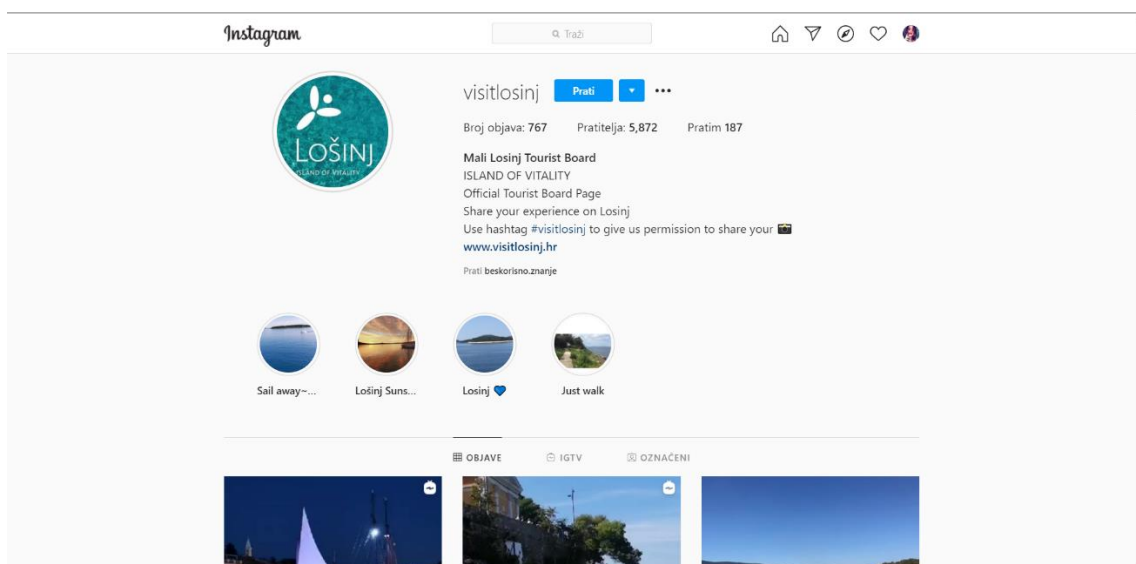 Instagram
Traži
visitlosinj Prati
Broj objava: 767 Pratitelja: 5,872 Pratim 187
Mali Losinj Tourist Board
ISLAND OF VITALITY
Official Tourist Board Page
Share your experience on Losinj
Use hashtag #visitlosinj to give us permission to share your 📸
www.visitlosinj.hr
Prati beskorisno.znanje
LOŠINJ
ISLAND OF VITALITY
Sail away~... Lošinj Suns... Losinj 💙 Just walk
OBJAVE IGTV OZNAČENI